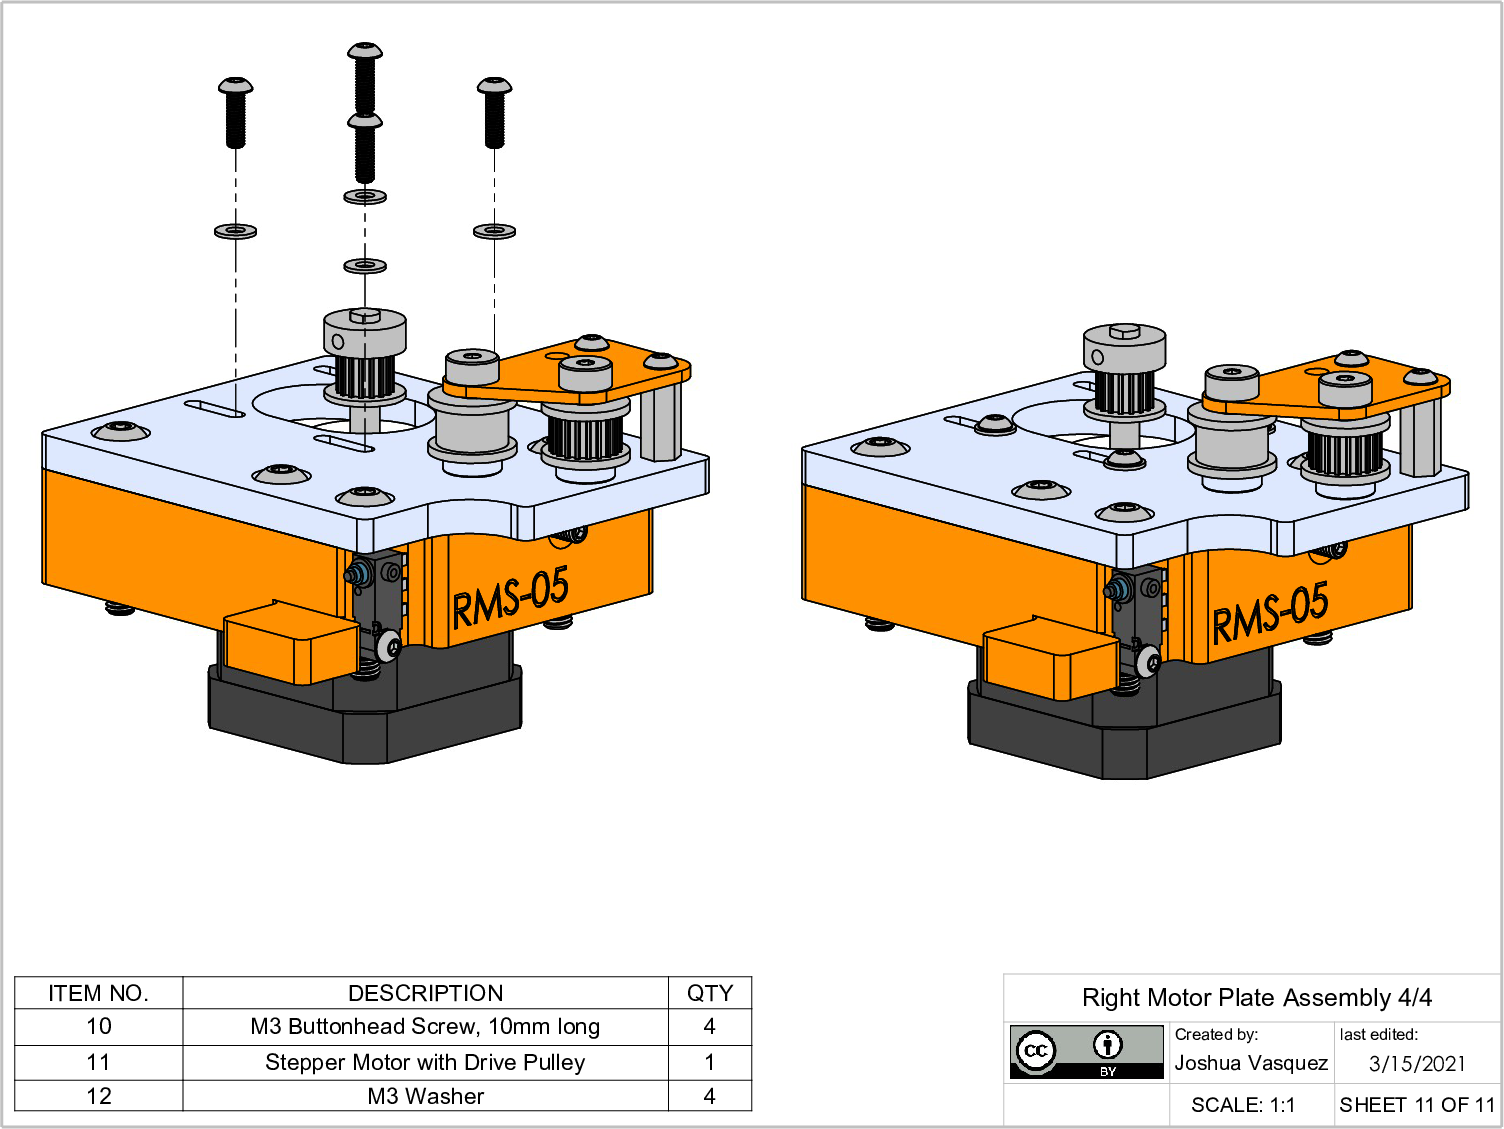 RMS-05
RMS-05
ITEM NO. DESCRIPTION QTY
10 M3 Buttonhead Screw, 10mm long 4
11 Stepper Motor with Drive Pulley 1
12 M3 Washer 4
Right Motor Plate Assembly 4/4
cc BY
Created by:
Joshua Vasquez
last edited:
3/15/2021
SCALE: 1:1
SHEET 11 OF 11